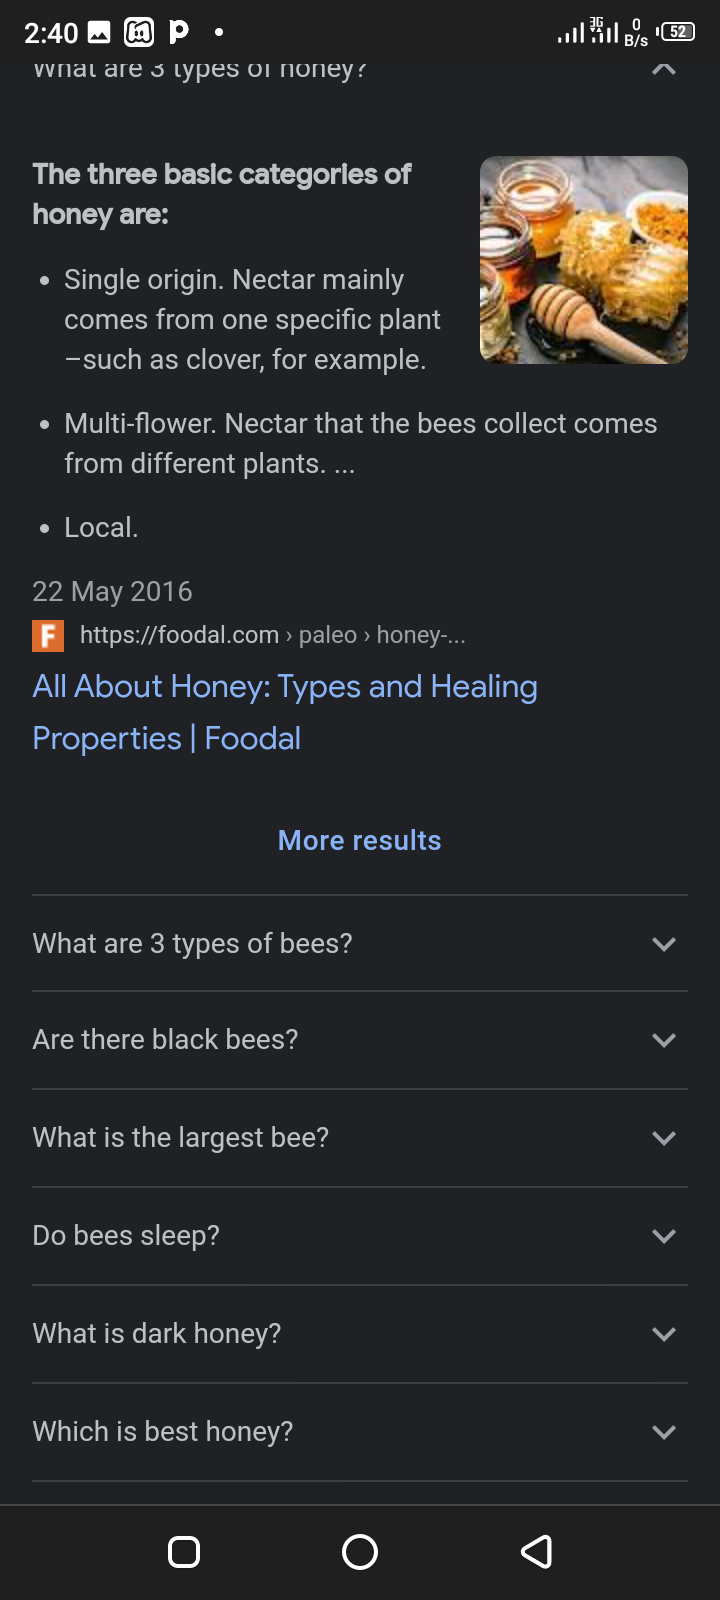 2:40
3G
0
B/s
52
What are 3 types of honey?
The three basic categories of
honey are:
Single origin. Nectar mainly
comes from one specific plant
–such as clover, for example.
Multi-flower. Nectar that the bees collect comes
from different plants. ...
Local.
22 May 2016
F https://foodal.com › paleo › honey-...
All About Honey: Types and Healing
Properties | Foodal
More results
What are 3 types of bees?
Are there black bees?
What is the largest bee?
Do bees sleep?
What is dark honey?
Which is best honey?